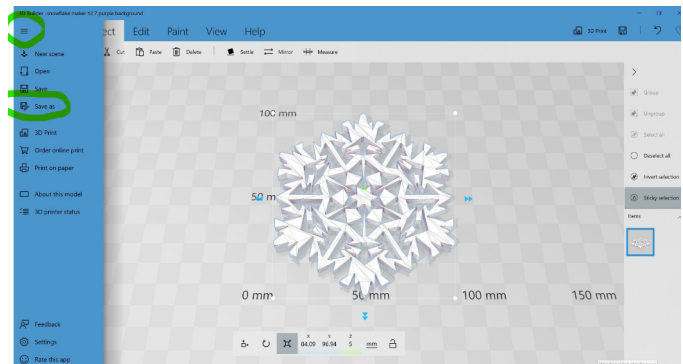 3D Builder snowflake maker 12.7 purple background
ect Edit Paint View Help
3D Print
Cut Paste Delete Settle Mirror Measure
New scene
Open
Save
Save as
3D Print
Order online print
Print on paper
About this model
3D printer status
Feedback
Settings
Rate this app
100 mm
50 m
0 mm 50 mm 100 mm 150 mm
X Y Z
84.09 96.94 5 mm
Group
Ungroup
Select all
Deselect all
Invert selection
Sticky selection
Items